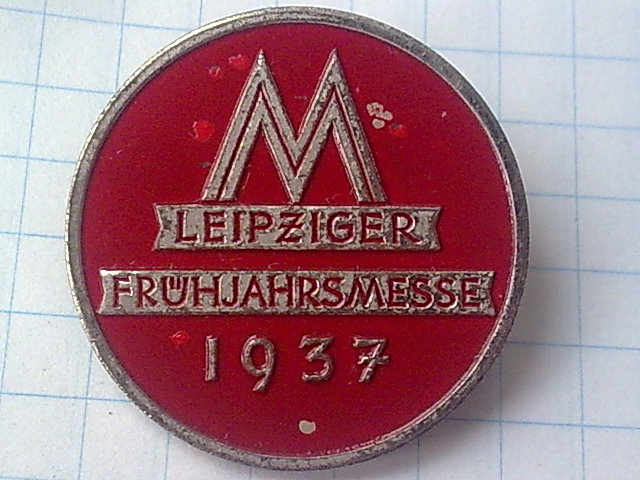 M
LEIPZIGER
FRÜHJAHRSMESSE
1937